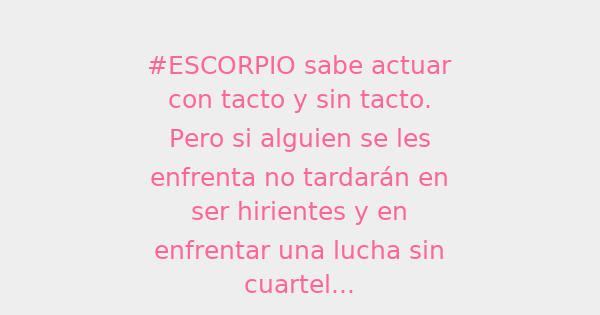 #ESCORPIO sabe actuar
con tacto y sin tacto.
Pero si alguien se les
enfrenta no tardarán en
ser hirientes y en
enfrentar una lucha sin
cuartel...